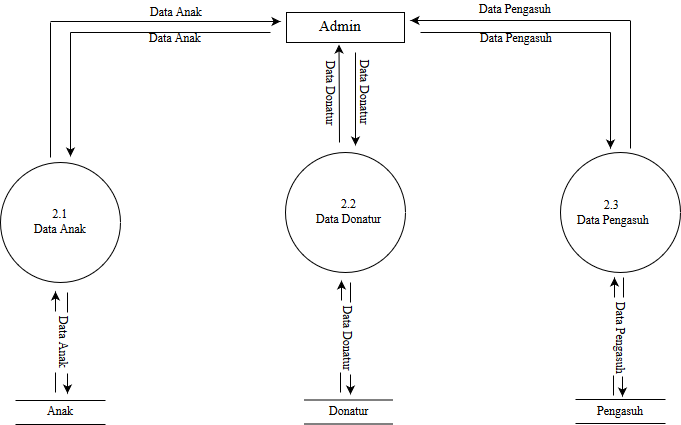 Data Anak
Data Anak
Admin
Data Pengasuh
Data Pengasuh
Data Donatur
Data Donatur
2.1
Data Anak
2.2
Data Donatur
2.3
Data Pengasuh
Data Anak
Data Donatur
Data Pengasuh
Anak
Donatur
Pengasuh